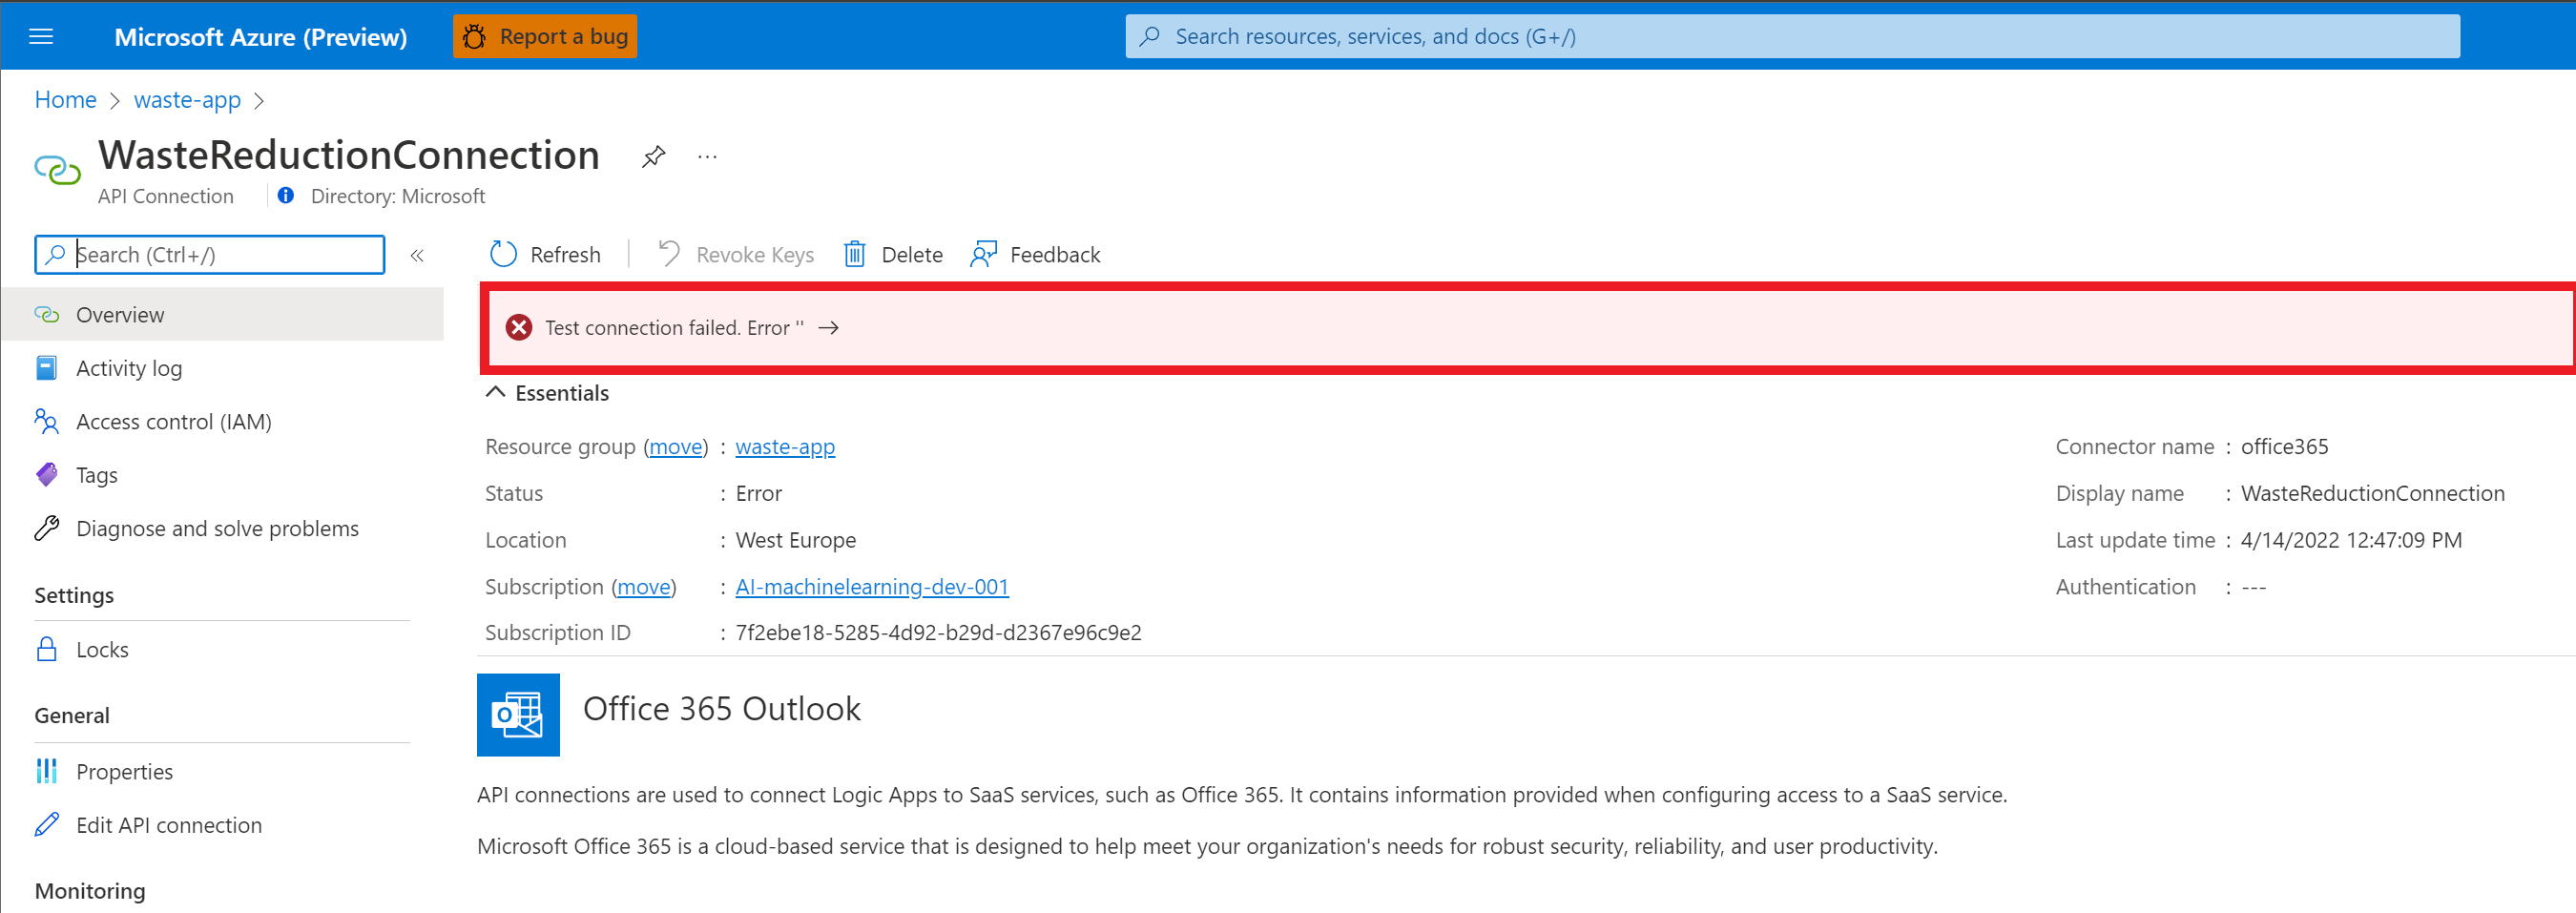 Microsoft Azure (Preview)
Report a bug
Search resources, services, and docs (G+/)
Home > waste-app >
WasteReductionConnection
API Connection
Directory: Microsoft
Search (Ctrl+/)
«
Refresh
Revoke Keys
Delete
Feedback
Overview
Activity log
Access control (IAM)
Tags
Diagnose and solve problems
Settings
Locks
General
Properties
Edit API connection
Monitoring
Test connection failed. Error '' →
Essentials
Resource group (move) : waste-app
Status : Error
Location : West Europe
Subscription (move) : AI-machinelearning-dev-001
Subscription ID : 7f2ebe18-5285-4d92-b29d-d2367e96c9e2
Connector name : office365
Display name : WasteReductionConnection
Last update time : 4/14/2022 12:47:09 PM
Authentication : ---
Office 365 Outlook
API connections are used to connect Logic Apps to SaaS services, such as Office 365. It contains information provided when configuring access to a SaaS service.
Microsoft Office 365 is a cloud-based service that is designed to help meet your organization's needs for robust security, reliability, and user productivity.